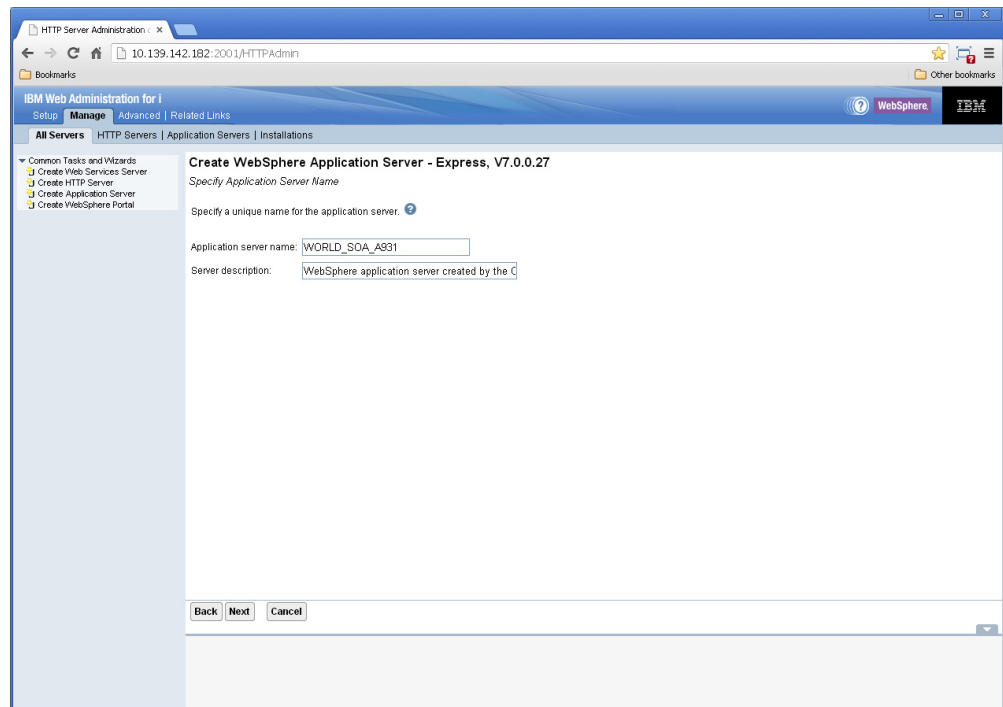 HTTP Server Administration
10.139.142.182:2001/HTTPAdmin
Bookmarks
Other bookmarks
IBM Web Administration for i
WebSphere.
IBM
Setup Manage Advanced | Related Links
All Servers HTTP Servers | Application Servers | Installations
Common Tasks and Wizards
Create Web Services Server
Create HTTP Server
Create Application Server
Create WebSphere Portal
Create WebSphere Application Server - Express, V7.0.0.27
Specify Application Server Name
Specify a unique name for the application server. ?
Application server name: WORLD_SOA_A931
Server description: WebSphere application server created by the C
Back Next Cancel